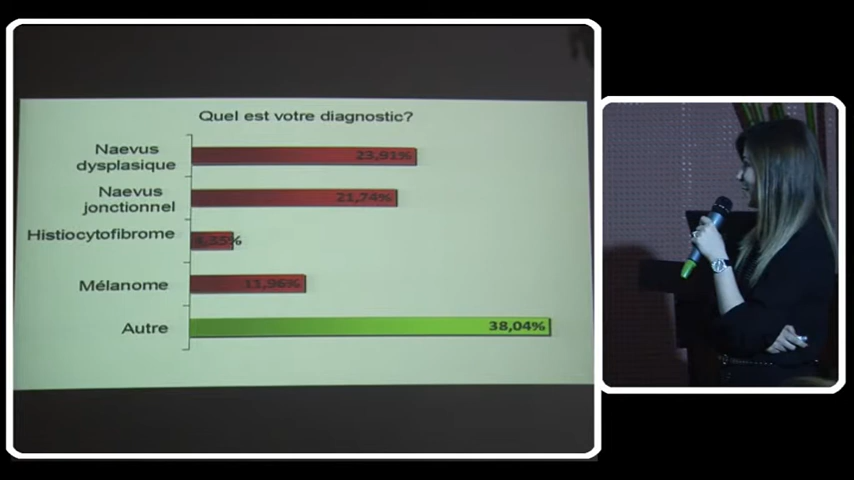 Quel est votre diagnostic?
Naevus
dysplasique
23,91%
Naevus
jonctionnel
21,74%
Histiocytofibrome
4,35%
Mélanome
11,96%
Autre
38,04%